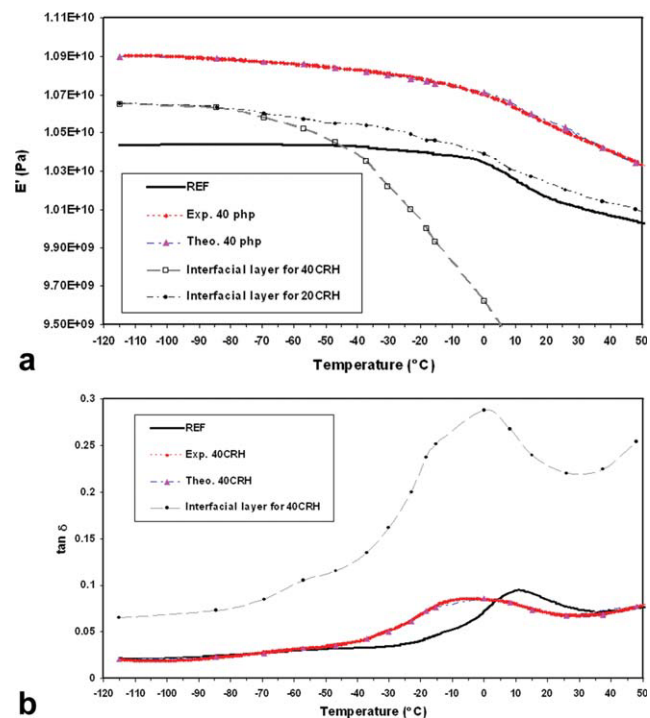 1.11E+10
1.09E+10
1.07E+10
1.05E+10
1.03E+10
1.01E+10
9.90E+09
9.70E+09
9.50E+09
E' (Pa)
REF
Exp. 40 php
Theo. 40 php
Interfacial layer for 40CRH
Interfacial layer for 20CRH
-120 -110 -100 -90 -80 -70 -60 -50 -40 -30 -20 -10 0 10 20 30 40 50
Temperature (°C)
a
0.3
0.25
0.2
0.15
0.1
0.05
0
tan δ
REF
Exp. 40CRH
Theo. 40CRH
Interfacial layer for 40CRH
-120 -110 -100 -90 -80 -70 -60 -50 -40 -30 -20 -10 0 10 20 30 40 50
Temperature (°C)
b